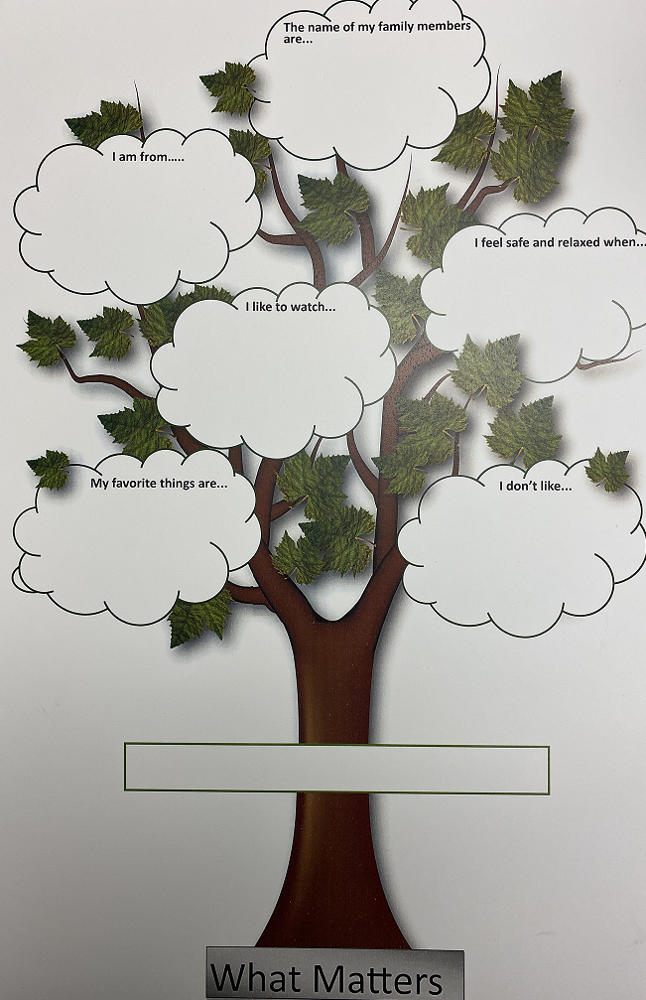 The name of my family members
are...
I am from.....
I feel safe and relaxed when...
I like to watch...
My favorite things are...
I don't like...
What Matters